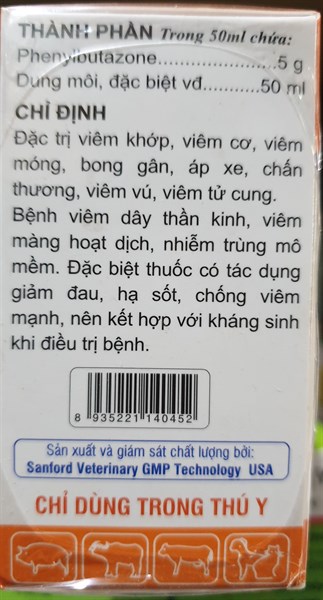 THÀNH PHẦN Trong 50ml chứa:
Phenylbutazone......................5 g
Dung môi, đặc biệt vđ...........50 ml
CHỈ ĐỊNH
Đặc trị viêm khớp, viêm cơ, viêm
móng, bong gân, áp xe, chấn
thương, viêm vú, viêm tử cung.
Bệnh viêm dây thần kinh, viêm
màng hoạt dịch, nhiễm trùng mô
mềm. Đặc biệt thuốc có tác dụng
giảm đau, hạ sốt, chống viêm
mạnh, nên kết hợp với kháng sinh
khi điều trị bệnh.
8 935221 140452
Sản xuất và giám sát chất lượng bởi:
Sanford Veterinary GMP Technology USA
CHỈ DÙNG TRONG THÚ Y